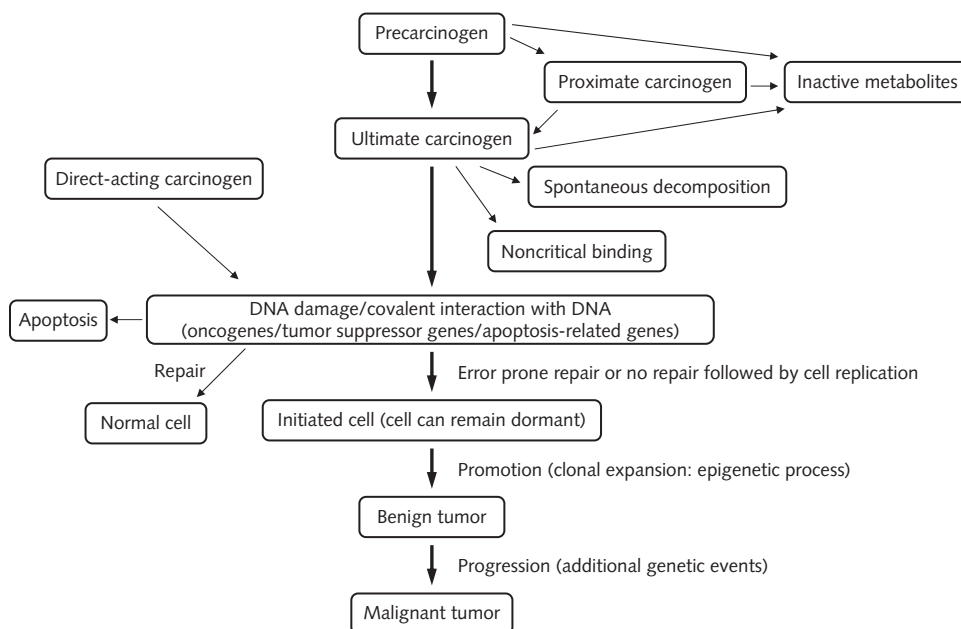 Precarcinogen
Proximate carcinogen
Inactive metabolites
Ultimate carcinogen
Direct-acting carcinogen
Spontaneous decomposition
Noncritical binding
DNA damage/covalent interaction with DNA
(oncogenes/tumor suppressor genes/apoptosis-related genes)
Apoptosis
Repair
Error prone repair or no repair followed by cell replication
Normal cell
Initiated cell (cell can remain dormant)
Promotion (clonal expansion: epigenetic process)
Benign tumor
Progression (additional genetic events)
Malignant tumor